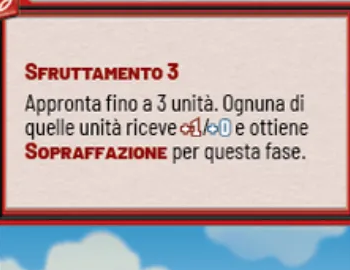 SFRUTTAMENTO 3
Appronta fino a 3 unità. Ognuna di
quelle unità riceve +1/+0 e ottiene
SOPRAFFAZIONE per questa fase.